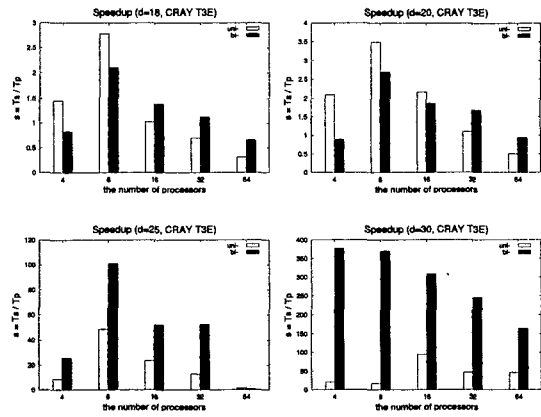 Speedup (d=18, CRAY T3E)
3
2.5
2
1.5
1
0.5
0
s = Ts / Tp
uni-
bi-
4 8 16 32 64
the number of processors
Speedup (d=20, CRAY T3E)
4
3.5
3
2.5
2
1.5
1
0.5
0
s = Ts / Tp
uni-
bi-
4 8 16 32 64
the number of processors
Speedup (d=25, CRAY T3E)
120
100
80
60
40
20
0
s = Ts / Tp
uni-
bi-
4 8 16 32 64
the number of processors
Speedup (d=30, CRAY T3E)
400
350
300
250
200
150
100
50
0
s = Ts / Tp
uni-
bi-
4 8 16 32 64
the number of processors